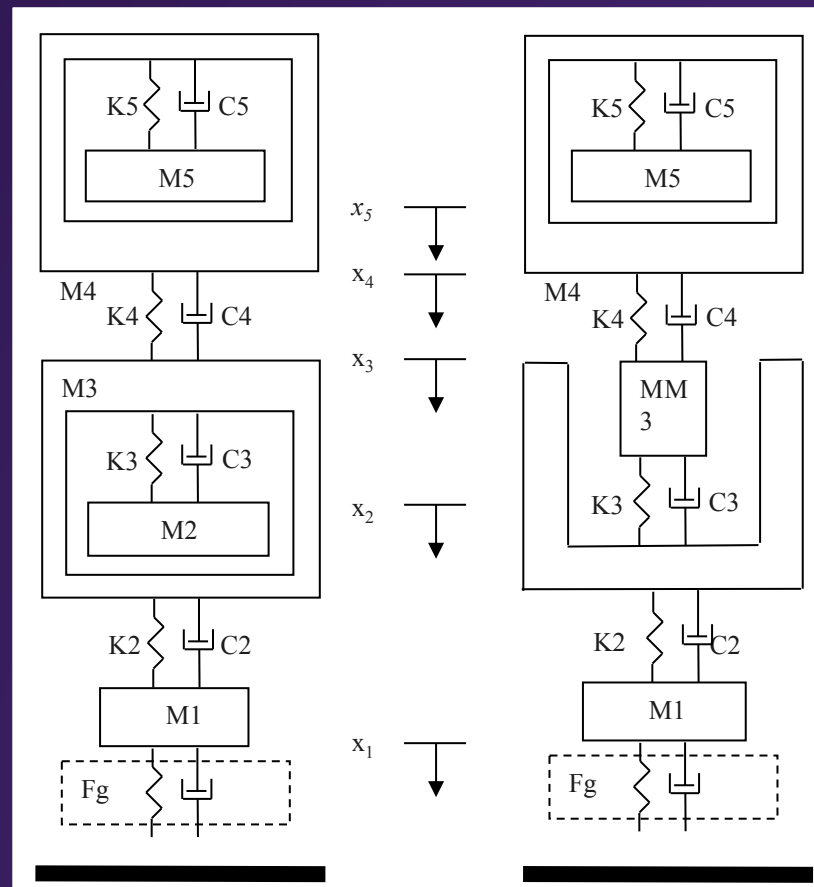 K5 C5
M5
M4
K4 C4
M3
K3 C3
M2
K2 C2
M1
Fg
x₅
x₄
x₃
x₂
x₁
K5 C5
M5
M4
K4 C4
MM
3
K3 C3
K2 C2
M1
Fg